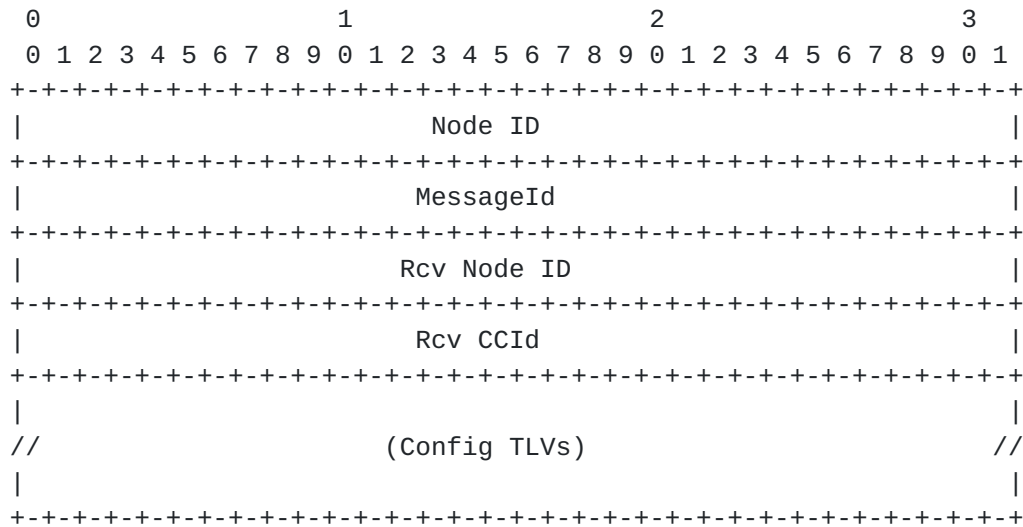 0                   1                   2                   3
 0 1 2 3 4 5 6 7 8 9 0 1 2 3 4 5 6 7 8 9 0 1 2 3 4 5 6 7 8 9 0 1
+-+-+-+-+-+-+-+-+-+-+-+-+-+-+-+-+-+-+-+-+-+-+-+-+-+-+-+-+-+-+-+-+
|                          Node ID                              |
+-+-+-+-+-+-+-+-+-+-+-+-+-+-+-+-+-+-+-+-+-+-+-+-+-+-+-+-+-+-+-+-+
|                         MessageId                             |
+-+-+-+-+-+-+-+-+-+-+-+-+-+-+-+-+-+-+-+-+-+-+-+-+-+-+-+-+-+-+-+-+
|                        Rcv Node ID                            |
+-+-+-+-+-+-+-+-+-+-+-+-+-+-+-+-+-+-+-+-+-+-+-+-+-+-+-+-+-+-+-+-+
|                         Rcv CCId                              |
+-+-+-+-+-+-+-+-+-+-+-+-+-+-+-+-+-+-+-+-+-+-+-+-+-+-+-+-+-+-+-+-+
|                                                               |
//                      (Config TLVs)                          //
|                                                               |
+-+-+-+-+-+-+-+-+-+-+-+-+-+-+-+-+-+-+-+-+-+-+-+-+-+-+-+-+-+-+-+-+